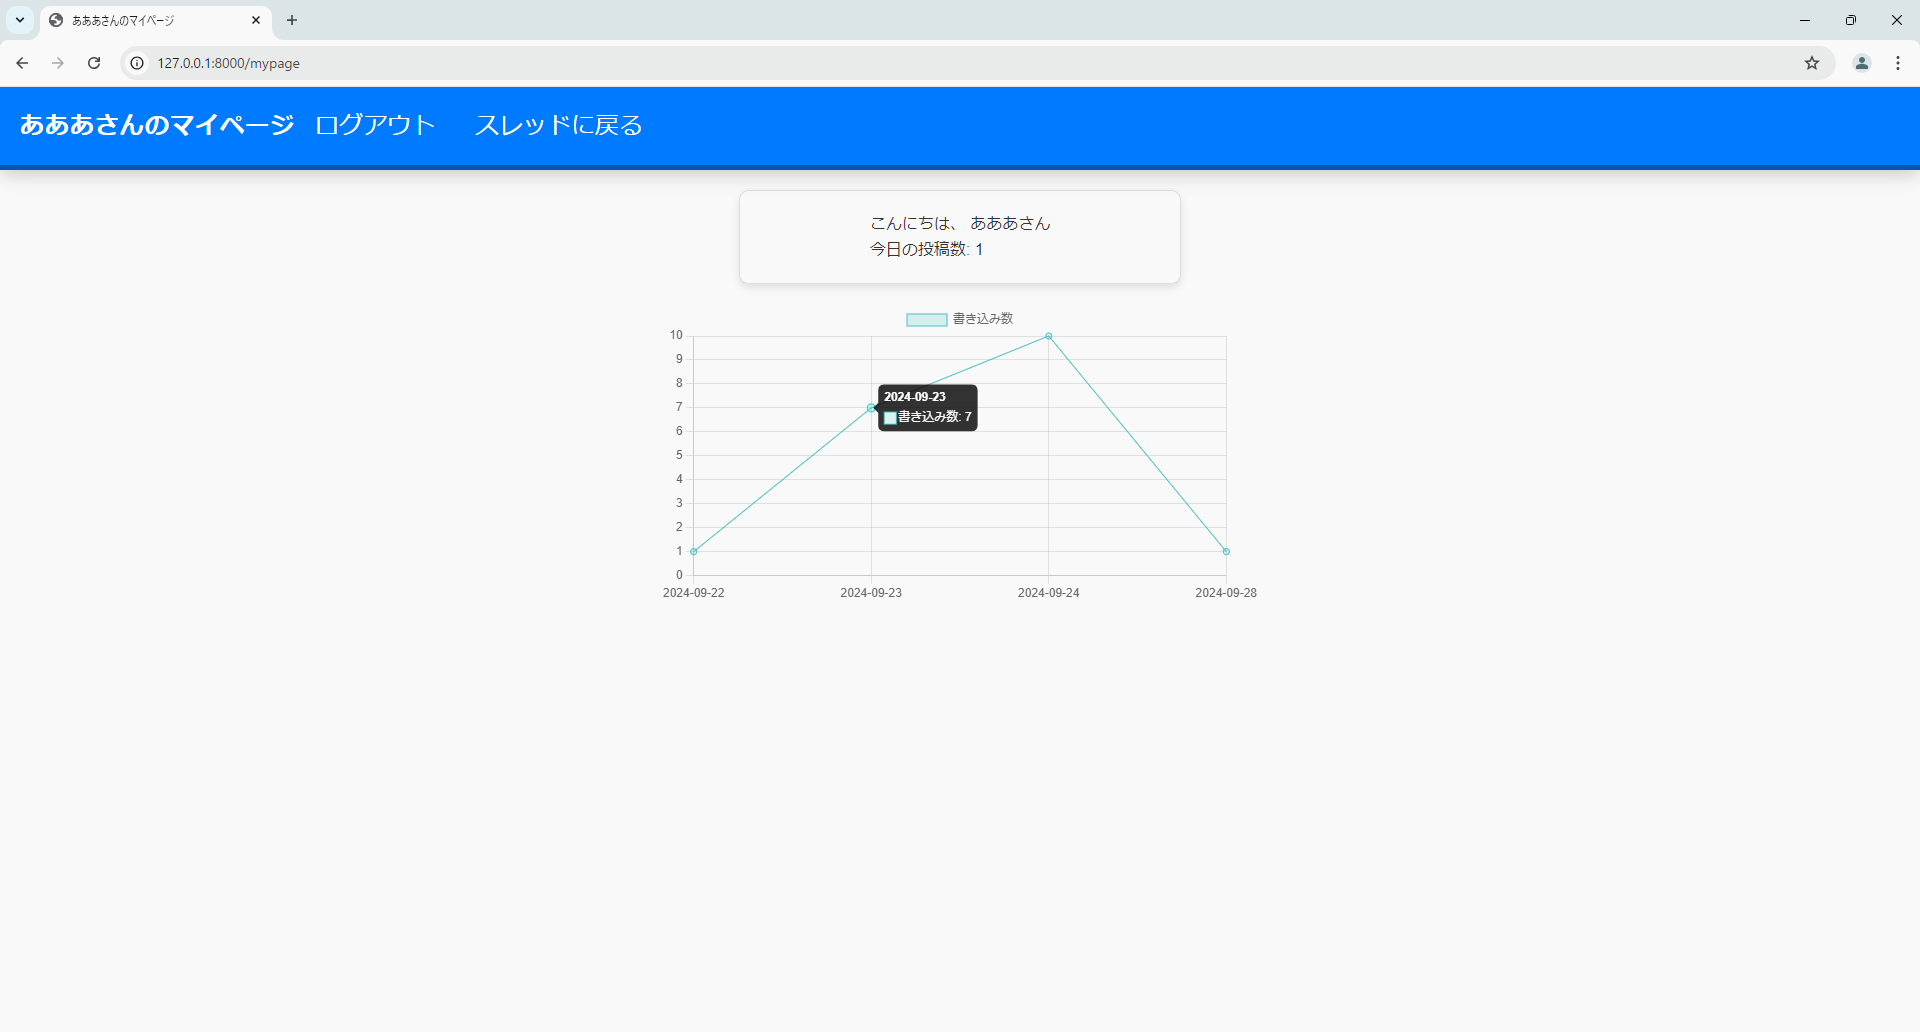 あああさんのマイページ
127.0.0.1:8000/mypage
あああさんのマイページ ログアウト スレッドに戻る
こんにちは、 あああさん
今日の投稿数: 1
書き込み数
10
9
8
7
6
5
4
3
2
1
0
2024-09-23
書き込み数: 7
2024-09-22 2024-09-23 2024-09-24 2024-09-28